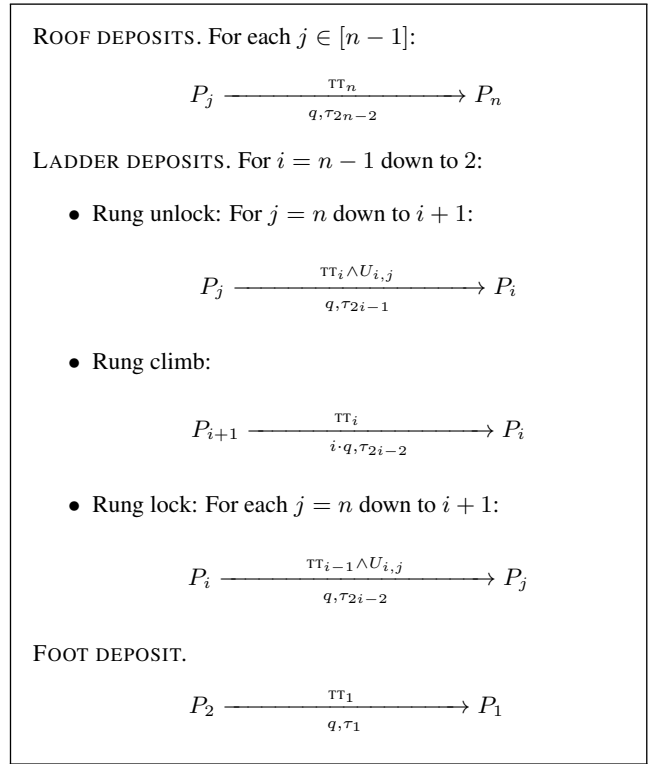 ROOF DEPOSITS. For each j ∈ [n − 1]:
TT_n
P_j ⟶ P_n
q,τ_{2n−2}
LADDER DEPOSITS. For i = n − 1 down to 2:
• Rung unlock: For j = n down to i + 1:
TT_i∧U_{i,j}
P_j ⟶ P_i
q,τ_{2i−1}
• Rung climb:
TT_i
P_{i+1} ⟶ P_i
i·q,τ_{2i−2}
• Rung lock: For each j = n down to i + 1:
TT_{i−1}∧U_{i,j}
P_i ⟶ P_j
q,τ_{2i−2}
FOOT DEPOSIT.
TT_1
P_2 ⟶ P_1
q,τ_1